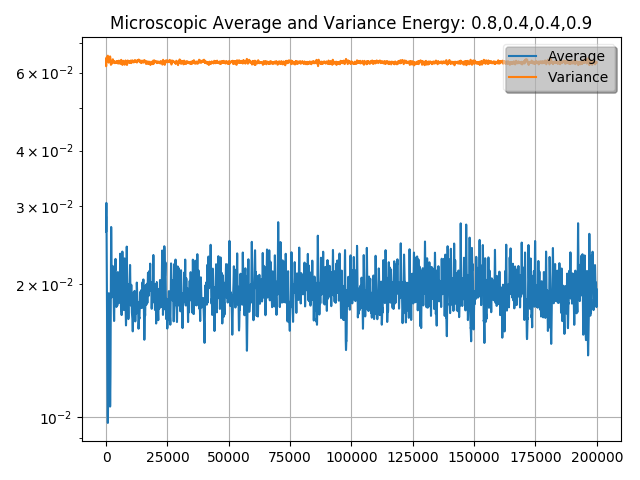 Microscopic Average and Variance Energy: 0.8,0.4,0.4,0.9
Average
Variance
6 × 10⁻²
4 × 10⁻²
3 × 10⁻²
2 × 10⁻²
10⁻²
0 25000 50000 75000 100000 125000 150000 175000 200000